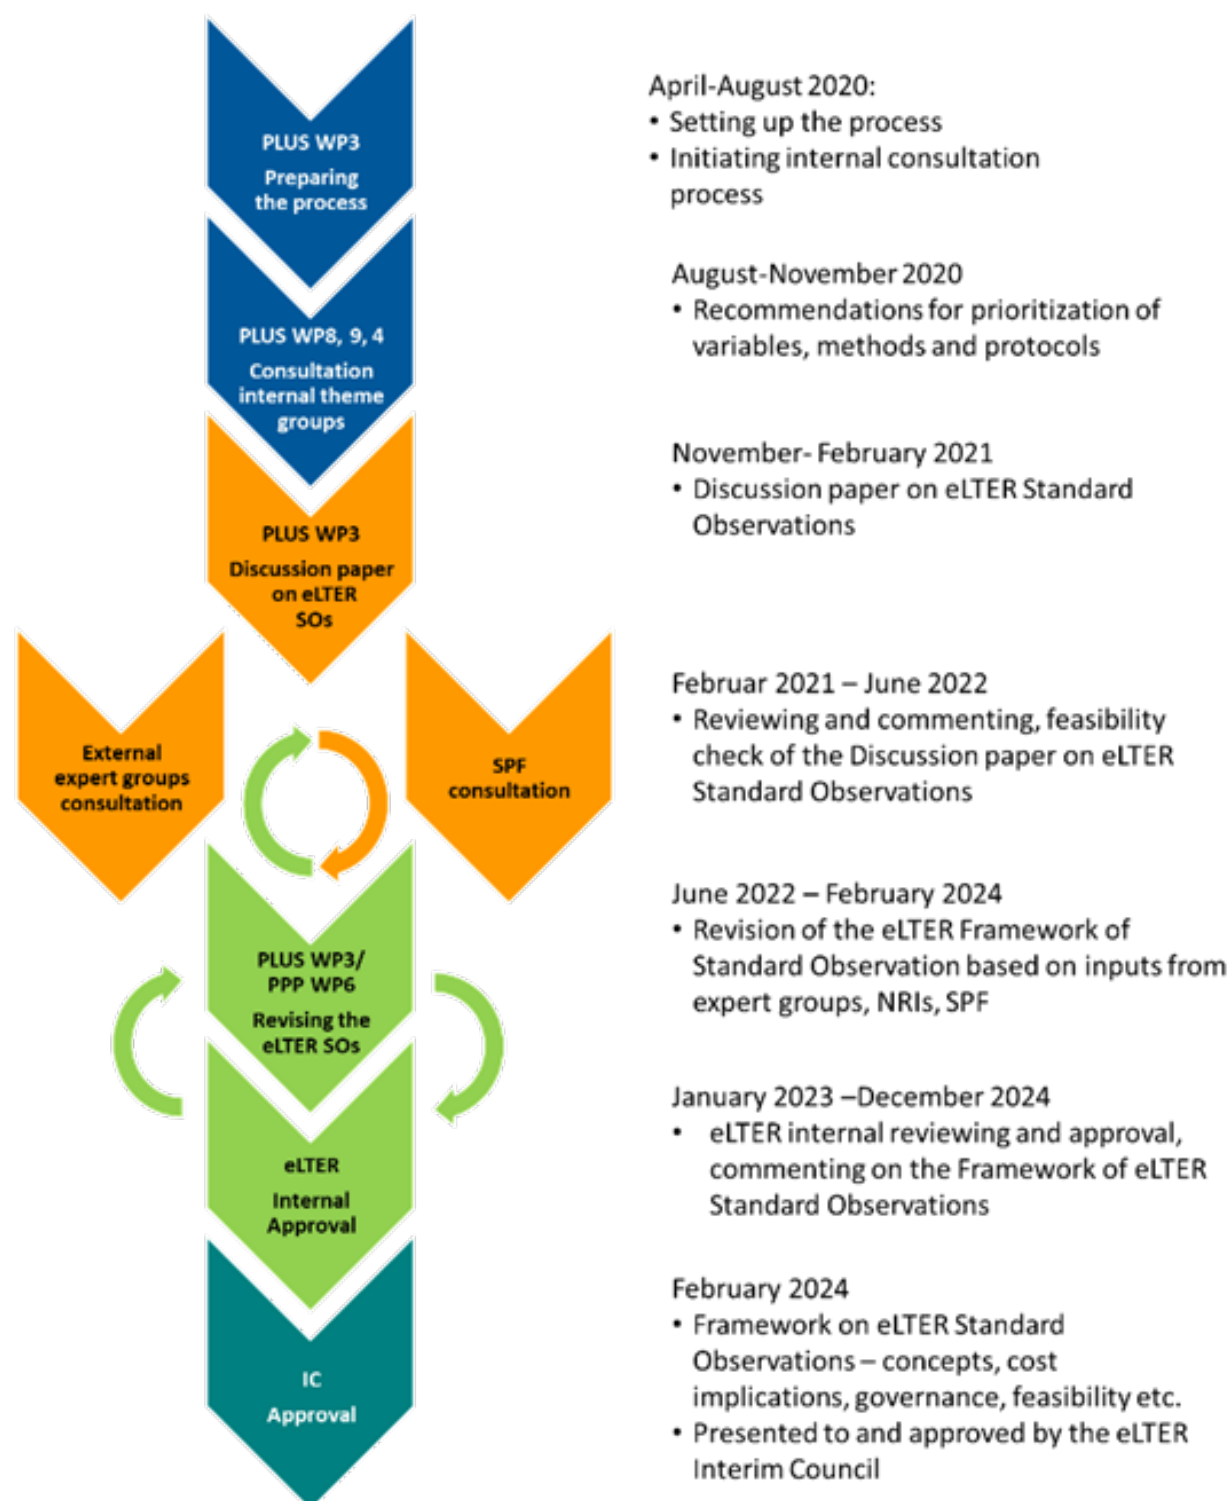 PLUS WP3
Preparing
the process
April-August 2020:
• Setting up the process
• Initiating internal consultation
process
PLUS WP8, 9, 4
Consultation
internal theme
groups
August-November 2020
• Recommendations for prioritization of
variables, methods and protocols
PLUS WP3
Discussion paper
on eLTER
SOs
November- February 2021
• Discussion paper on eLTER Standard
Observations
External
expert groups
consultation
SPF
consultation
Februar 2021 – June 2022
• Reviewing and commenting, feasibility
check of the Discussion paper on eLTER
Standard Observations
PLUS WP3/
PPP WP6
Revising the
eLTER SOs
June 2022 – February 2024
• Revision of the eLTER Framework of
Standard Observation based on inputs from
expert groups, NRIs, SPF
eLTER
Internal
Approval
January 2023 –December 2024
• eLTER internal reviewing and approval,
commenting on the Framework of eLTER
Standard Observations
IC
Approval
February 2024
• Framework on eLTER Standard
Observations – concepts, cost
implications, governance, feasibility etc.
• Presented to and approved by the eLTER
Interim Council